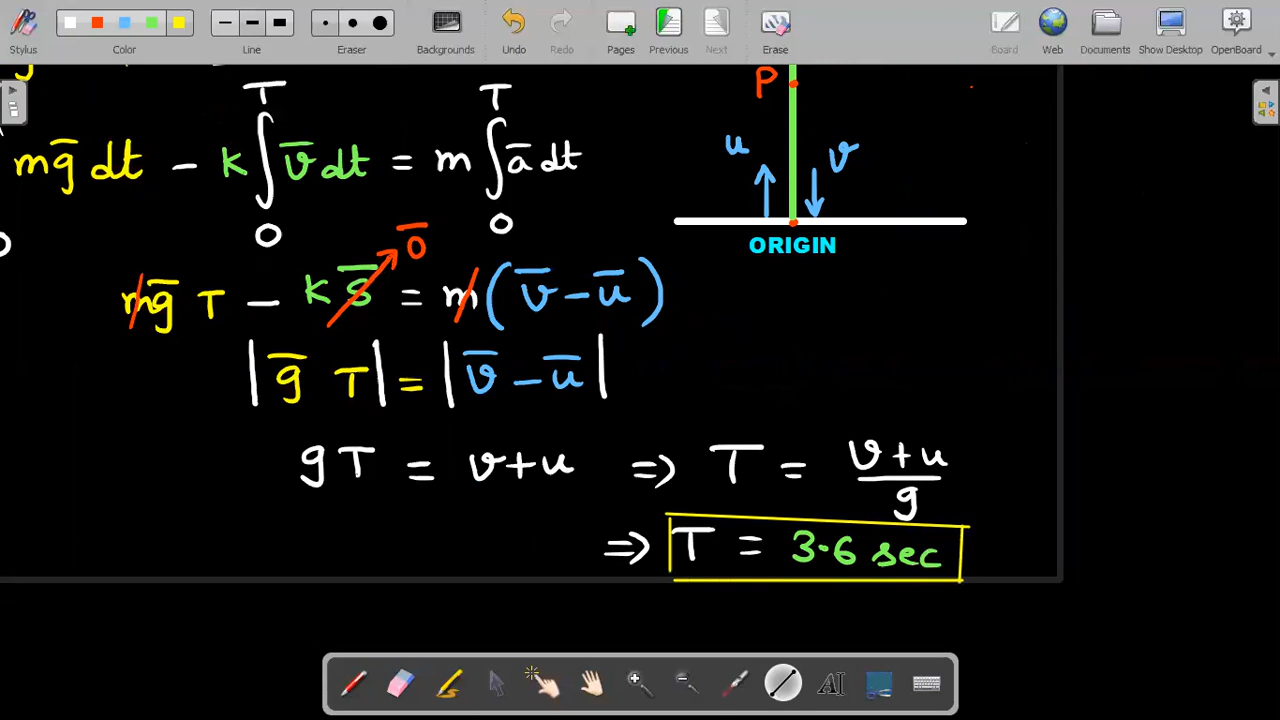 Stylus Color Line Eraser Backgrounds Undo Redo Pages Previous Next Erase Board Web Documents Show Desktop OpenBoard
P
u v
T T
mg̅ dt - k ∫ v̅ dt = m ∫ a̅ dt
0 0
ORIGIN
0̅
mg̅ T - k s̅ = m ( v̅ - u̅ )
| g̅ T | = | v̅ - u̅ |
gT = v+u => T = v+u / g
=> T = 3.6 sec
AI